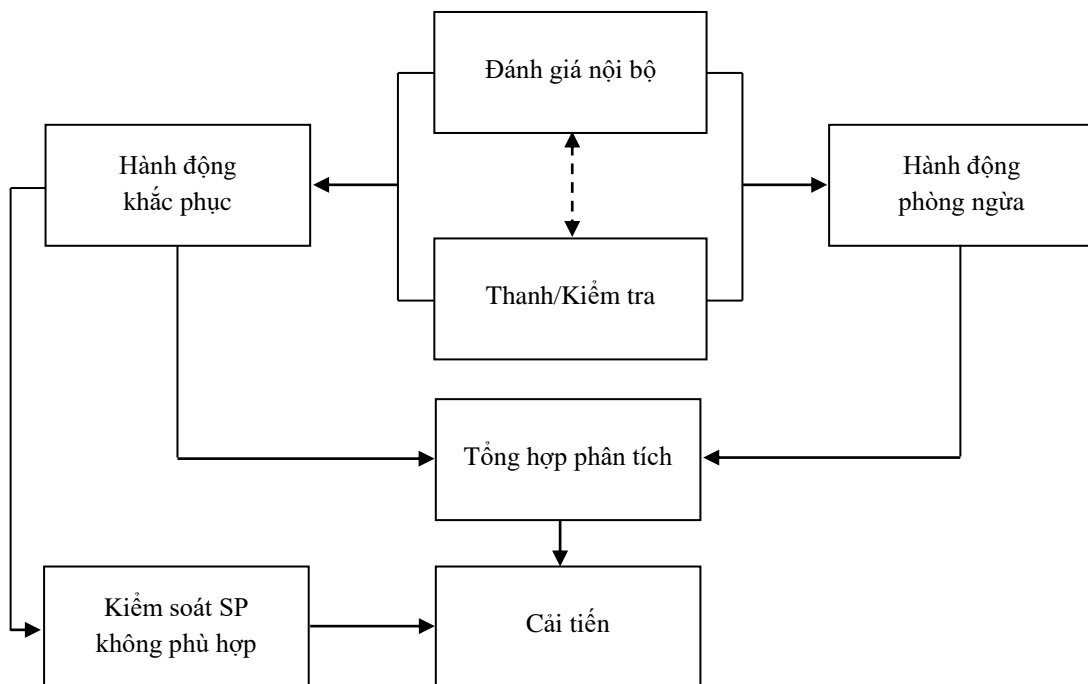 Đánh giá nội bộ
Hành động
khắc phục
Hành động
phòng ngừa
Thanh/Kiểm tra
Tổng hợp phân tích
Kiểm soát SP
không phù hợp
Cải tiến